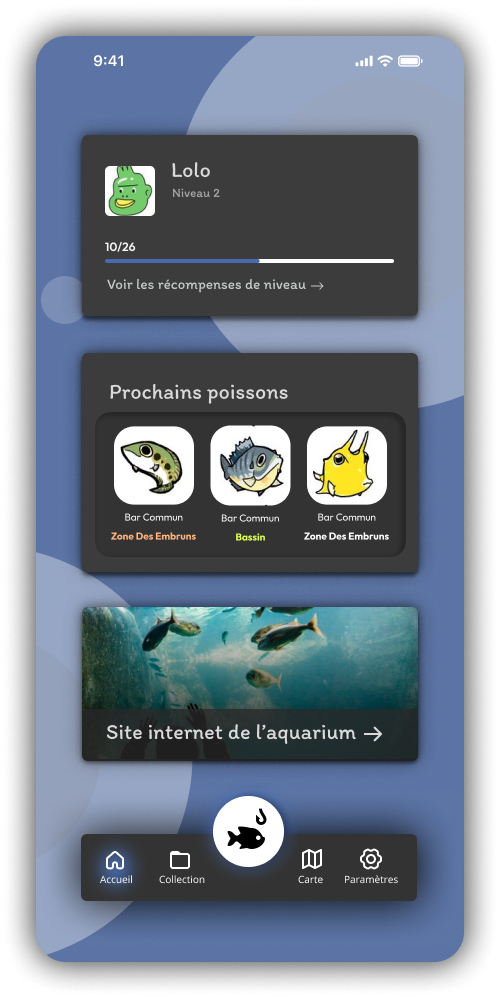 9:41
Lolo
Niveau 2
10/26
Voir les récompenses de niveau →
Prochains poissons
Bar Commun
Bar Commun
Bar Commun
Zone Des Embruns
Bassin
Zone Des Embruns
Site internet de l’aquarium →
Accueil
Collection
Carte
Paramètres